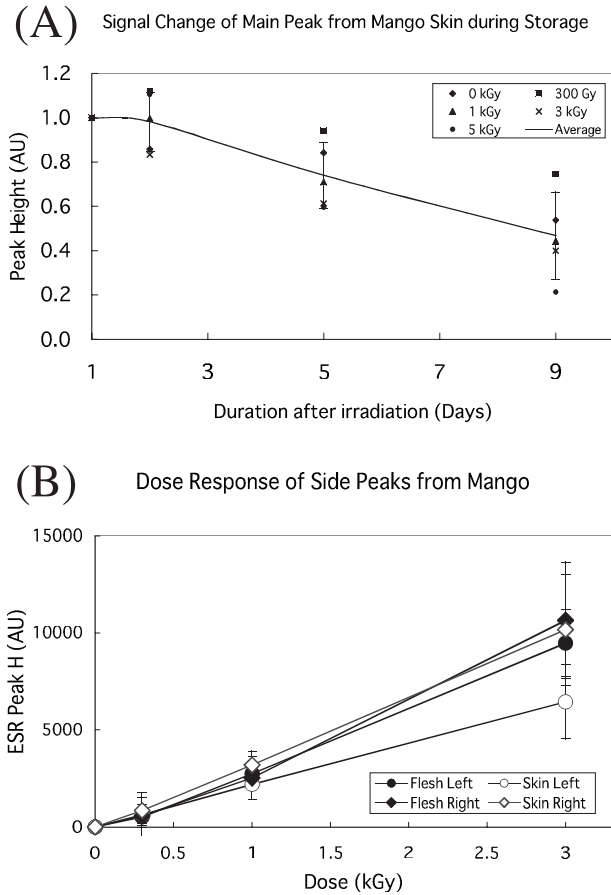 (A) Signal Change of Main Peak from Mango Skin during Storage
1.2
1.0
0.8
0.6
0.4
0.2
0.0
Peak Height (AU)
0 kGy 300 Gy
1 kGy 3 kGy
5 kGy Average
1 3 5 7 9
Duration after irradiation (Days)
(B) Dose Response of Side Peaks from Mango
15000
10000
5000
0
ESR Peak H (AU)
Flesh Left Skin Left
Flesh Right Skin Right
0 0.5 1 1.5 2 2.5 3
Dose (kGy)